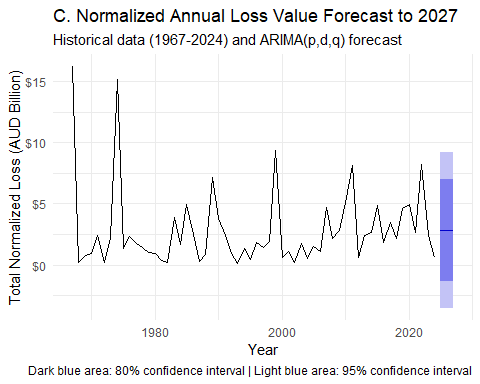 C. Normalized Annual Loss Value Forecast to 2027
Historical data (1967-2024) and ARIMA(p,d,q) forecast
Total Normalized Loss (AUD Billion)
$15
$10
$5
$0
1980
2000
2020
Year
Dark blue area: 80% confidence interval | Light blue area: 95% confidence interval